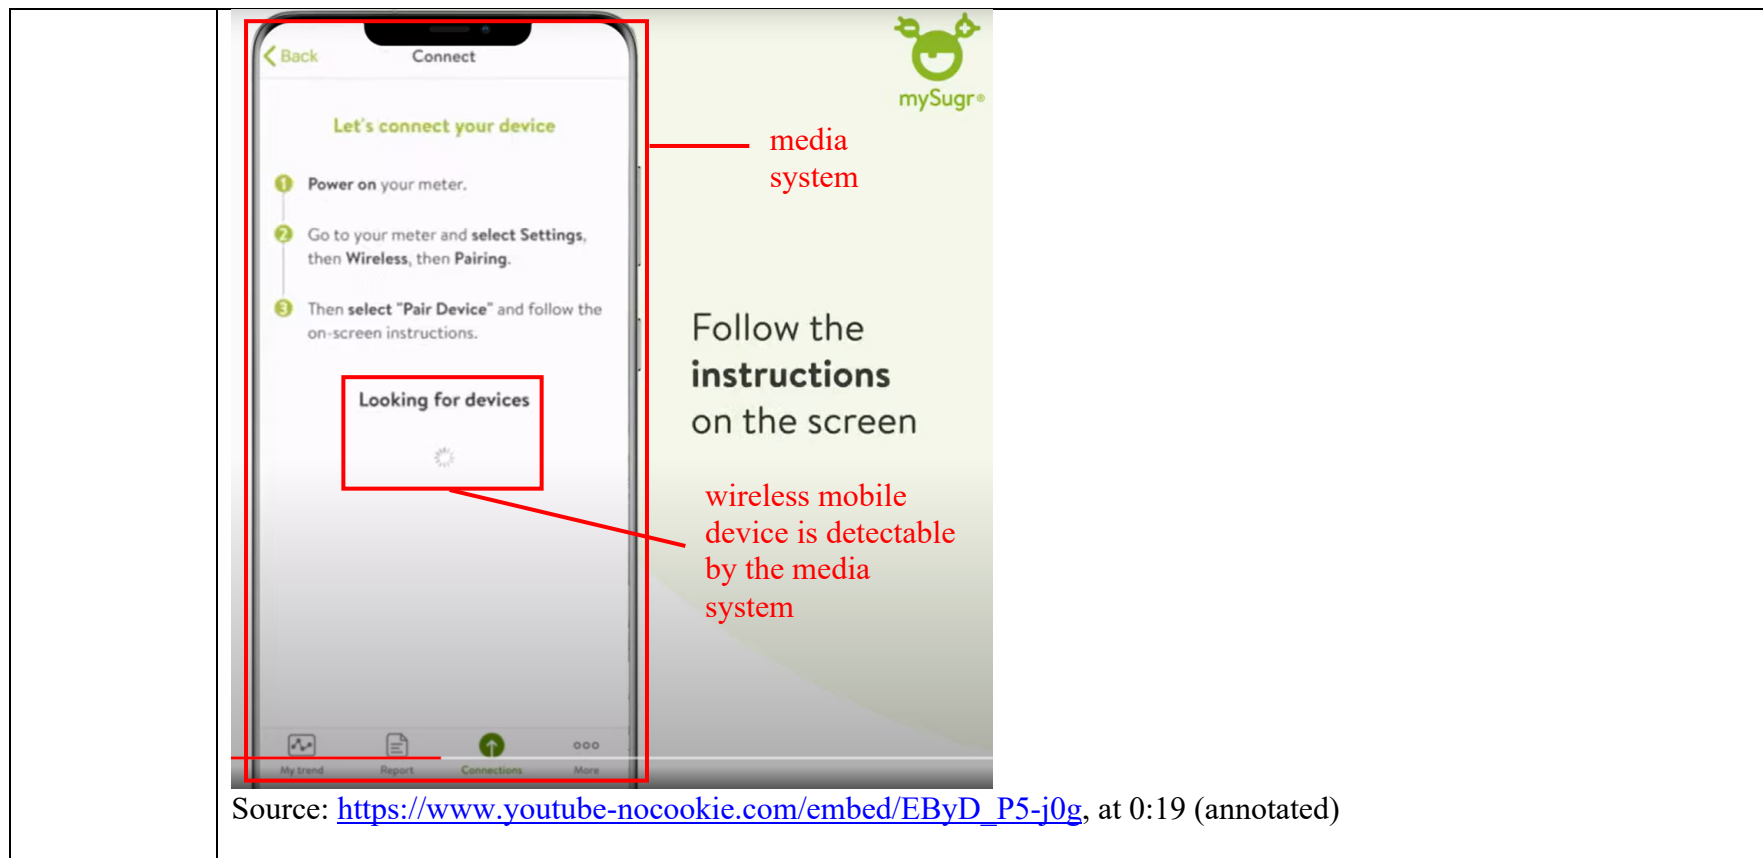 Back
Connect
mySugr®
Let's connect your device
1 Power on your meter.
2 Go to your meter and select Settings,
then Wireless, then Pairing.
3 Then select "Pair Device" and follow the
on-screen instructions.
Looking for devices
My trend
Report
Connections
More
media
system
Follow the
instructions
on the screen
wireless mobile
device is detectable
by the media
system
Source: https://www.youtube-nocookie.com/embed/EByD_P5-j0g, at 0:19 (annotated)